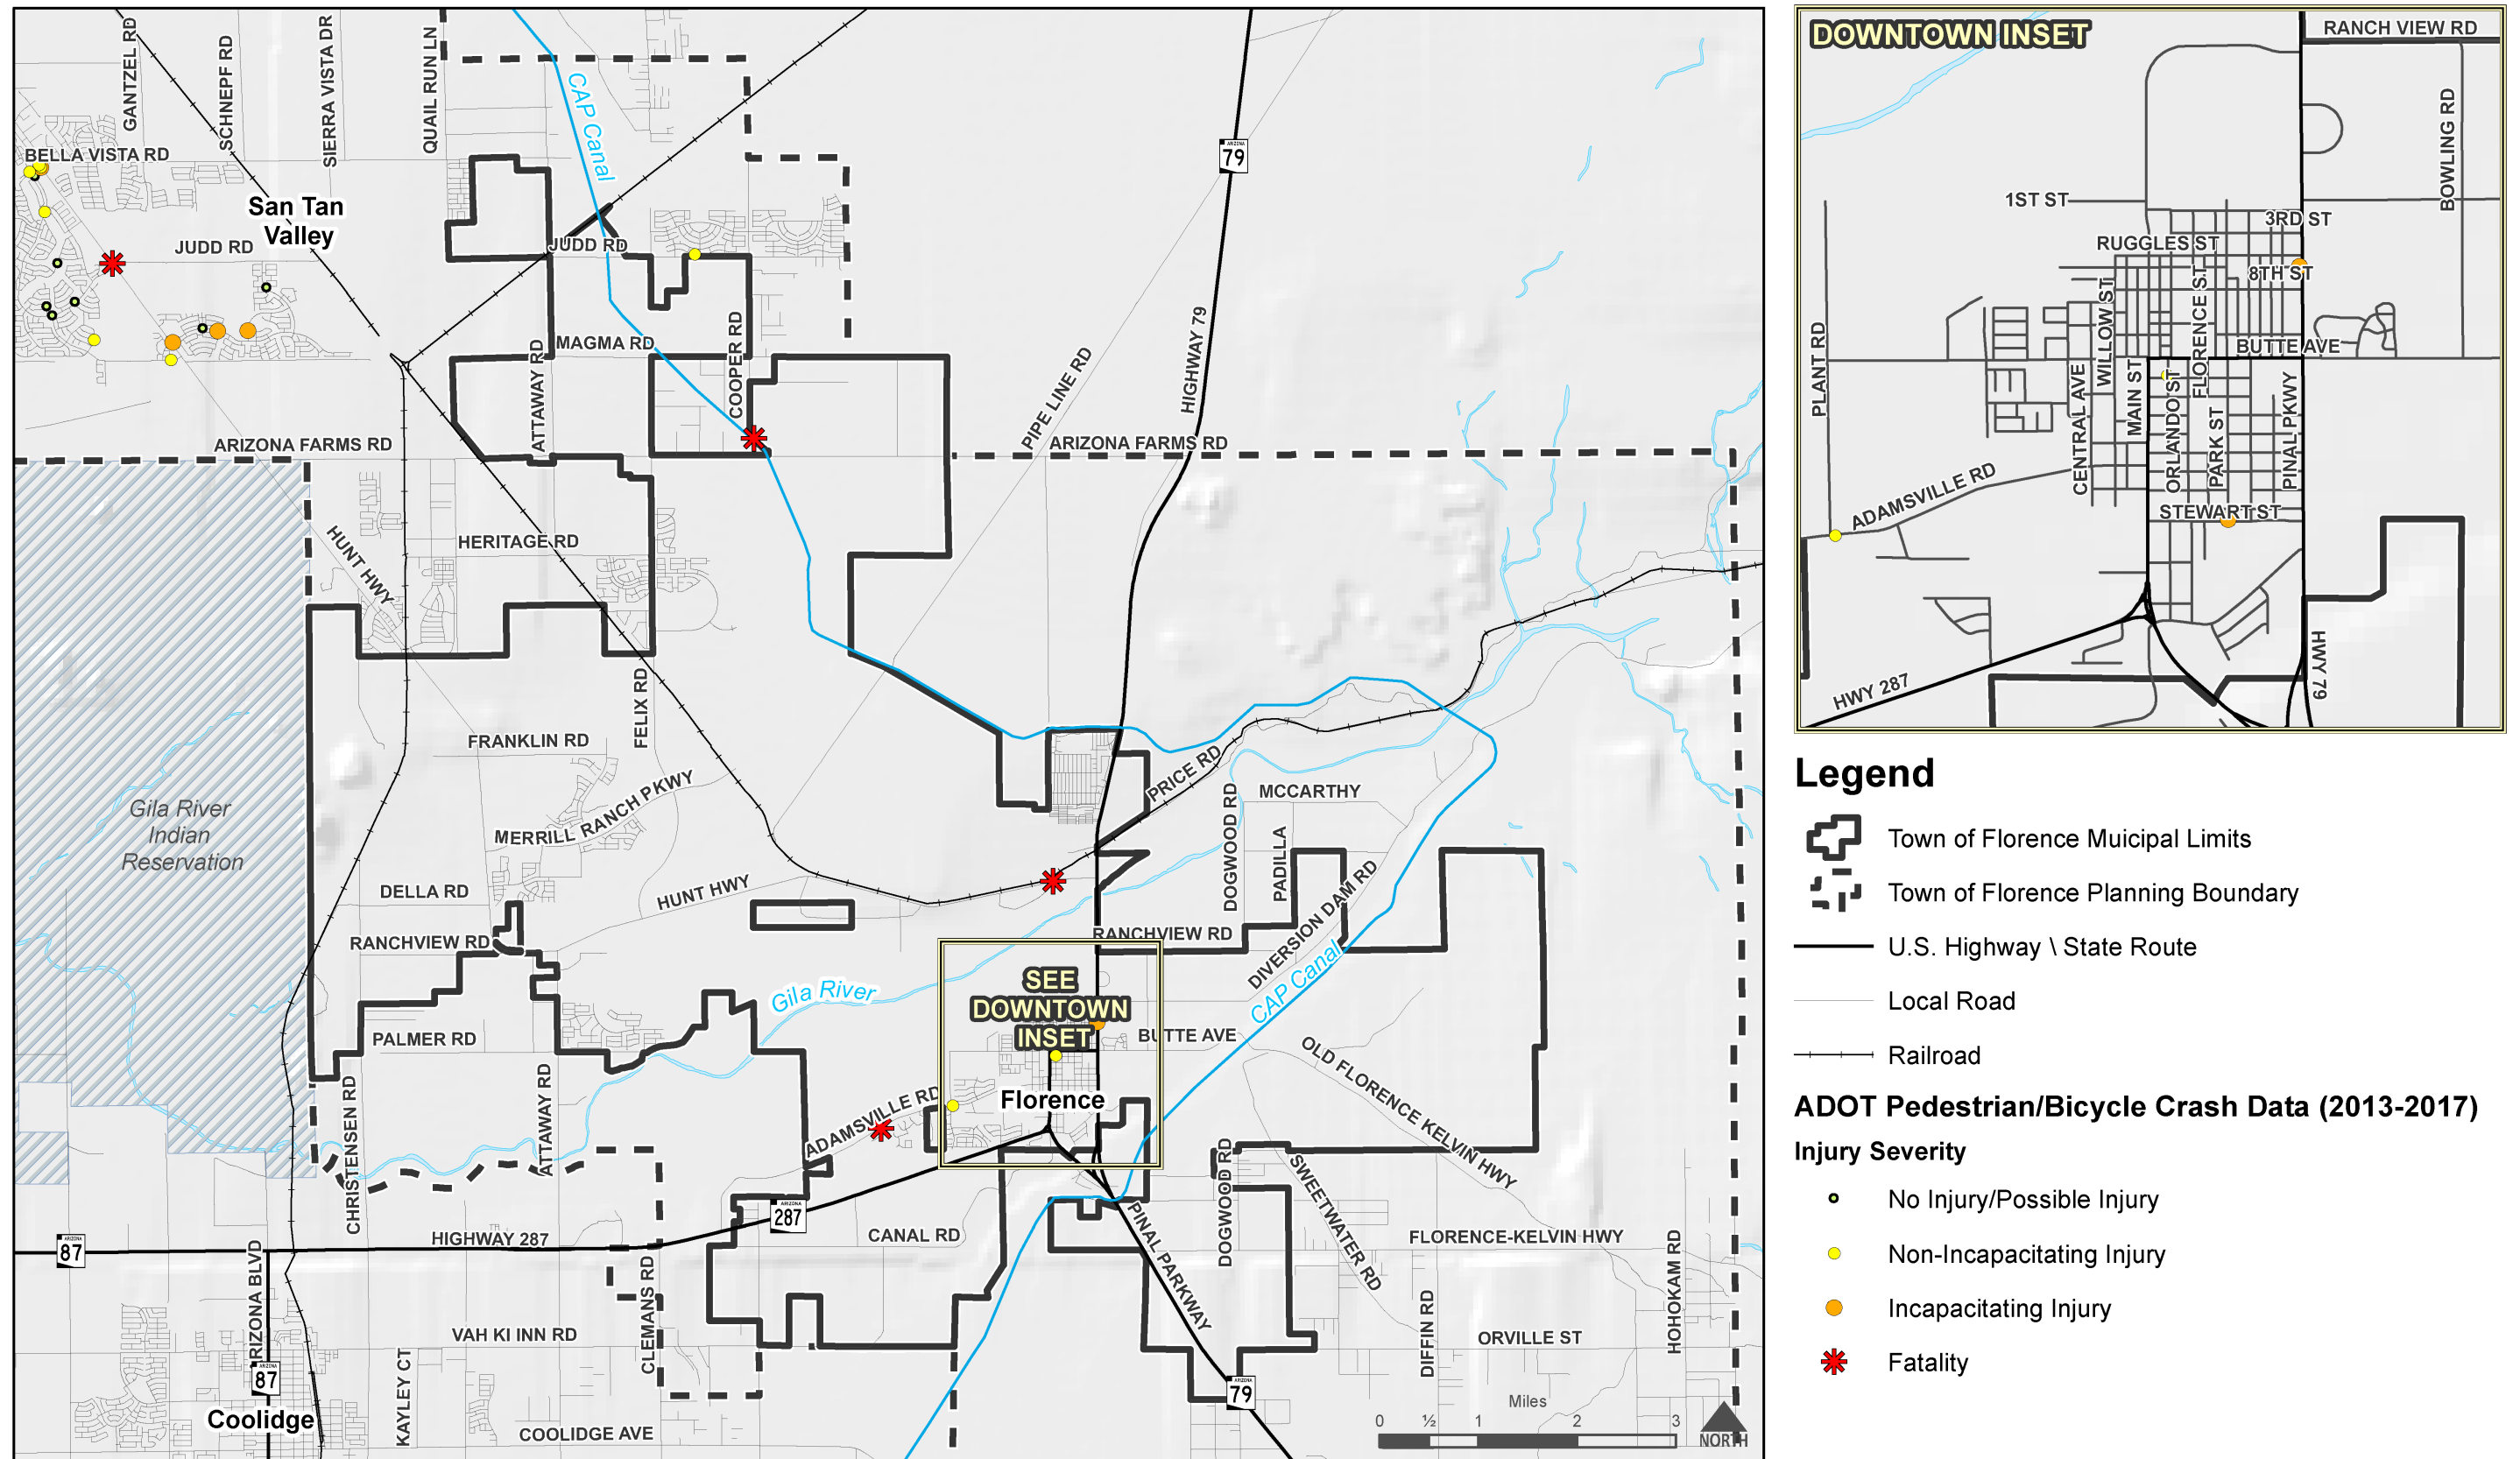 GANTZEL RD
SCHNEPF RD
SIERRA VISTA DR
QUAIL RUN LN
CAP Canal
79
BELLA VISTA RD
San Tan
Valley
JUDD RD
JUDD RD
MAGMA RD
COOPER RD
ATTAWAY RD
HIGHWAY 79
PIPE LINE RD
ARIZONA FARMS RD
ARIZONA FARMS RD
HUNT HWY
HERITAGE RD
FELIX RD
FRANKLIN RD
MERRILL RANCH PKWY
PRICE RD
DOGWOOD RD
MCCARTHY
PADILLA
Gila River
Indian
Reservation
DELLA RD
HUNT HWY
RANCHVIEW RD
RANCHVIEW RD
DIVERSION DAM RD
CAP Canal
Gila River
SEE
DOWNTOWN
INSET
PALMER RD
BUTTE AVE
OLD FLORENCE KELVIN HWY
CHRISTENSEN RD
ATTAWAY RD
ADAMSVILLE RD
Florence
DOGWOOD RD
SWEETWATER RD
287
87
HIGHWAY 287
CANAL RD
PINAL PARKWAY
FLORENCE-KELVIN HWY
HOHOKAM RD
ARIZONA BLVD
CLEMANS RD
VAH KI INN RD
KAYLEY CT
DIFFIN RD
ORVILLE ST
87
79
Coolidge
COOLIDGE AVE
Miles
0 ½ 1 2 3
NORTH
DOWNTOWN INSET
RANCH VIEW RD
BOWLING RD
1ST ST
3RD ST
RUGGLES ST
8TH ST
FLORENCE ST
WILLOW ST
PLANT RD
BUTTE AVE
CENTRAL AVE
MAIN ST
ORLANDO ST
PARK ST
PINAL PKWY
ADAMSVILLE RD
STEWART ST
HWY 287
HWY 79
Legend
Town of Florence Muicipal Limits
Town of Florence Planning Boundary
U.S. Highway \ State Route
Local Road
Railroad
ADOT Pedestrian/Bicycle Crash Data (2013-2017)
Injury Severity
No Injury/Possible Injury
Non-Incapacitating Injury
Incapacitating Injury
Fatality